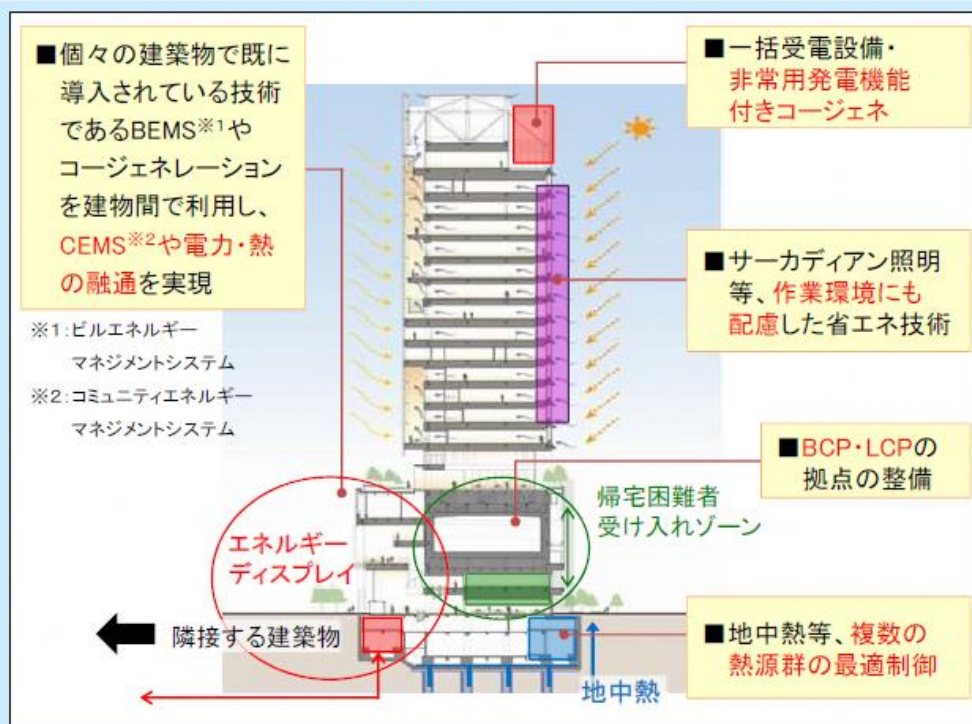 ■個々の建築物で既に
導入されている技術
であるBEMS※1や
コージェネレーション
を建物間で利用し、
CEMS※2や電力・熱
の融通を実現
※1:ビルエネルギー
マネジメントシステム
※2:コミュニティエネルギー
マネジメントシステム
■一括受電設備・
非常用発電機能
付きコージェネ
■サーカディアン照明
等、作業環境にも
配慮した省エネ技術
■BCP・LCPの
拠点の整備
帰宅困難者
受け入れゾーン
エネルギー
ディスプレイ
隣接する建築物
■地中熱等、複数の
熱源群の最適制御
地中熱